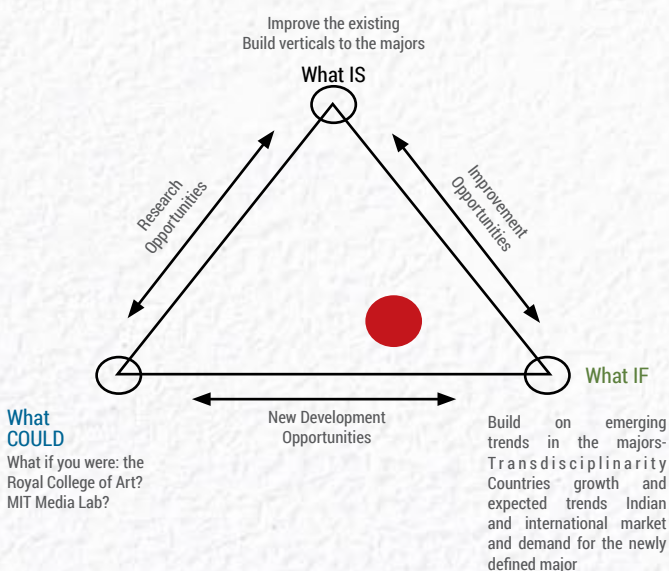 Improve the existing
Build verticals to the majors
What IS
Research
Opportunities
Improvement
Opportunities
What IF
What
COULD
What if you were: the
Royal College of Art?
MIT Media Lab?
New Development
Opportunities
Build on emerging
trends in the majors-
Transdisciplinarity
Countries growth and
expected trends Indian
and international market
and demand for the newly
defined major